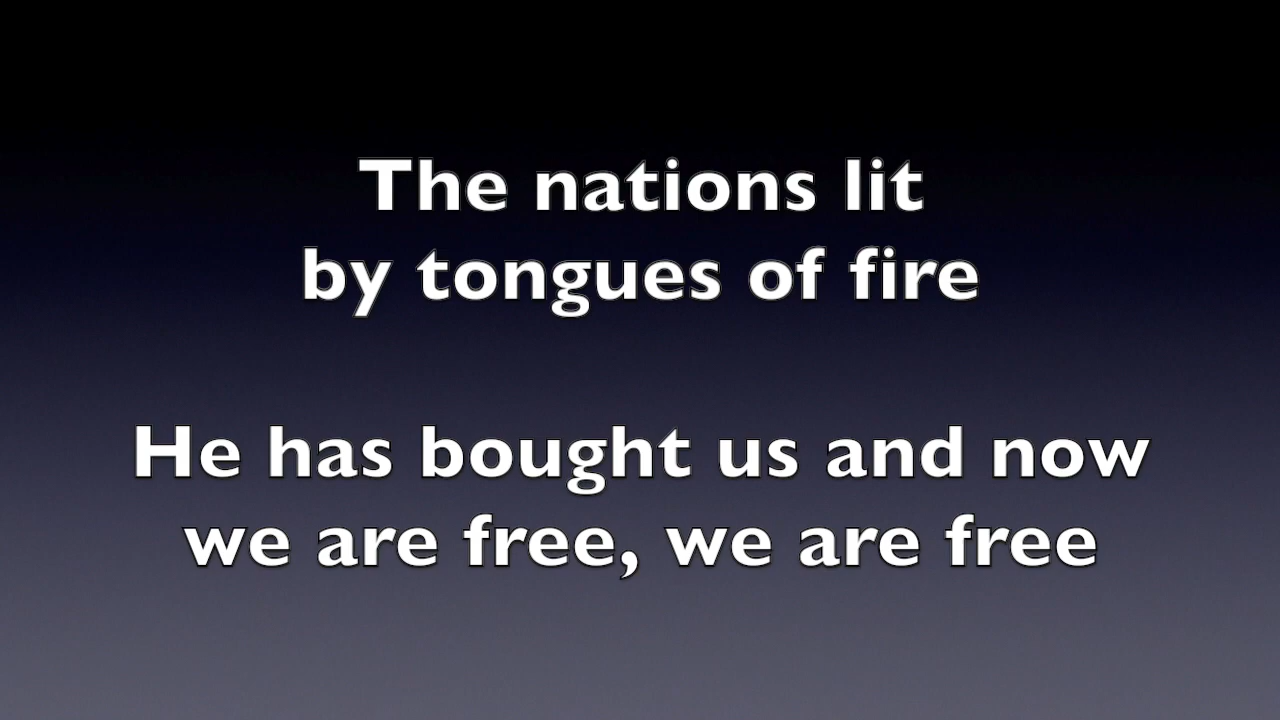 The nations lit
by tongues of fire
He has bought us and now
we are free, we are free